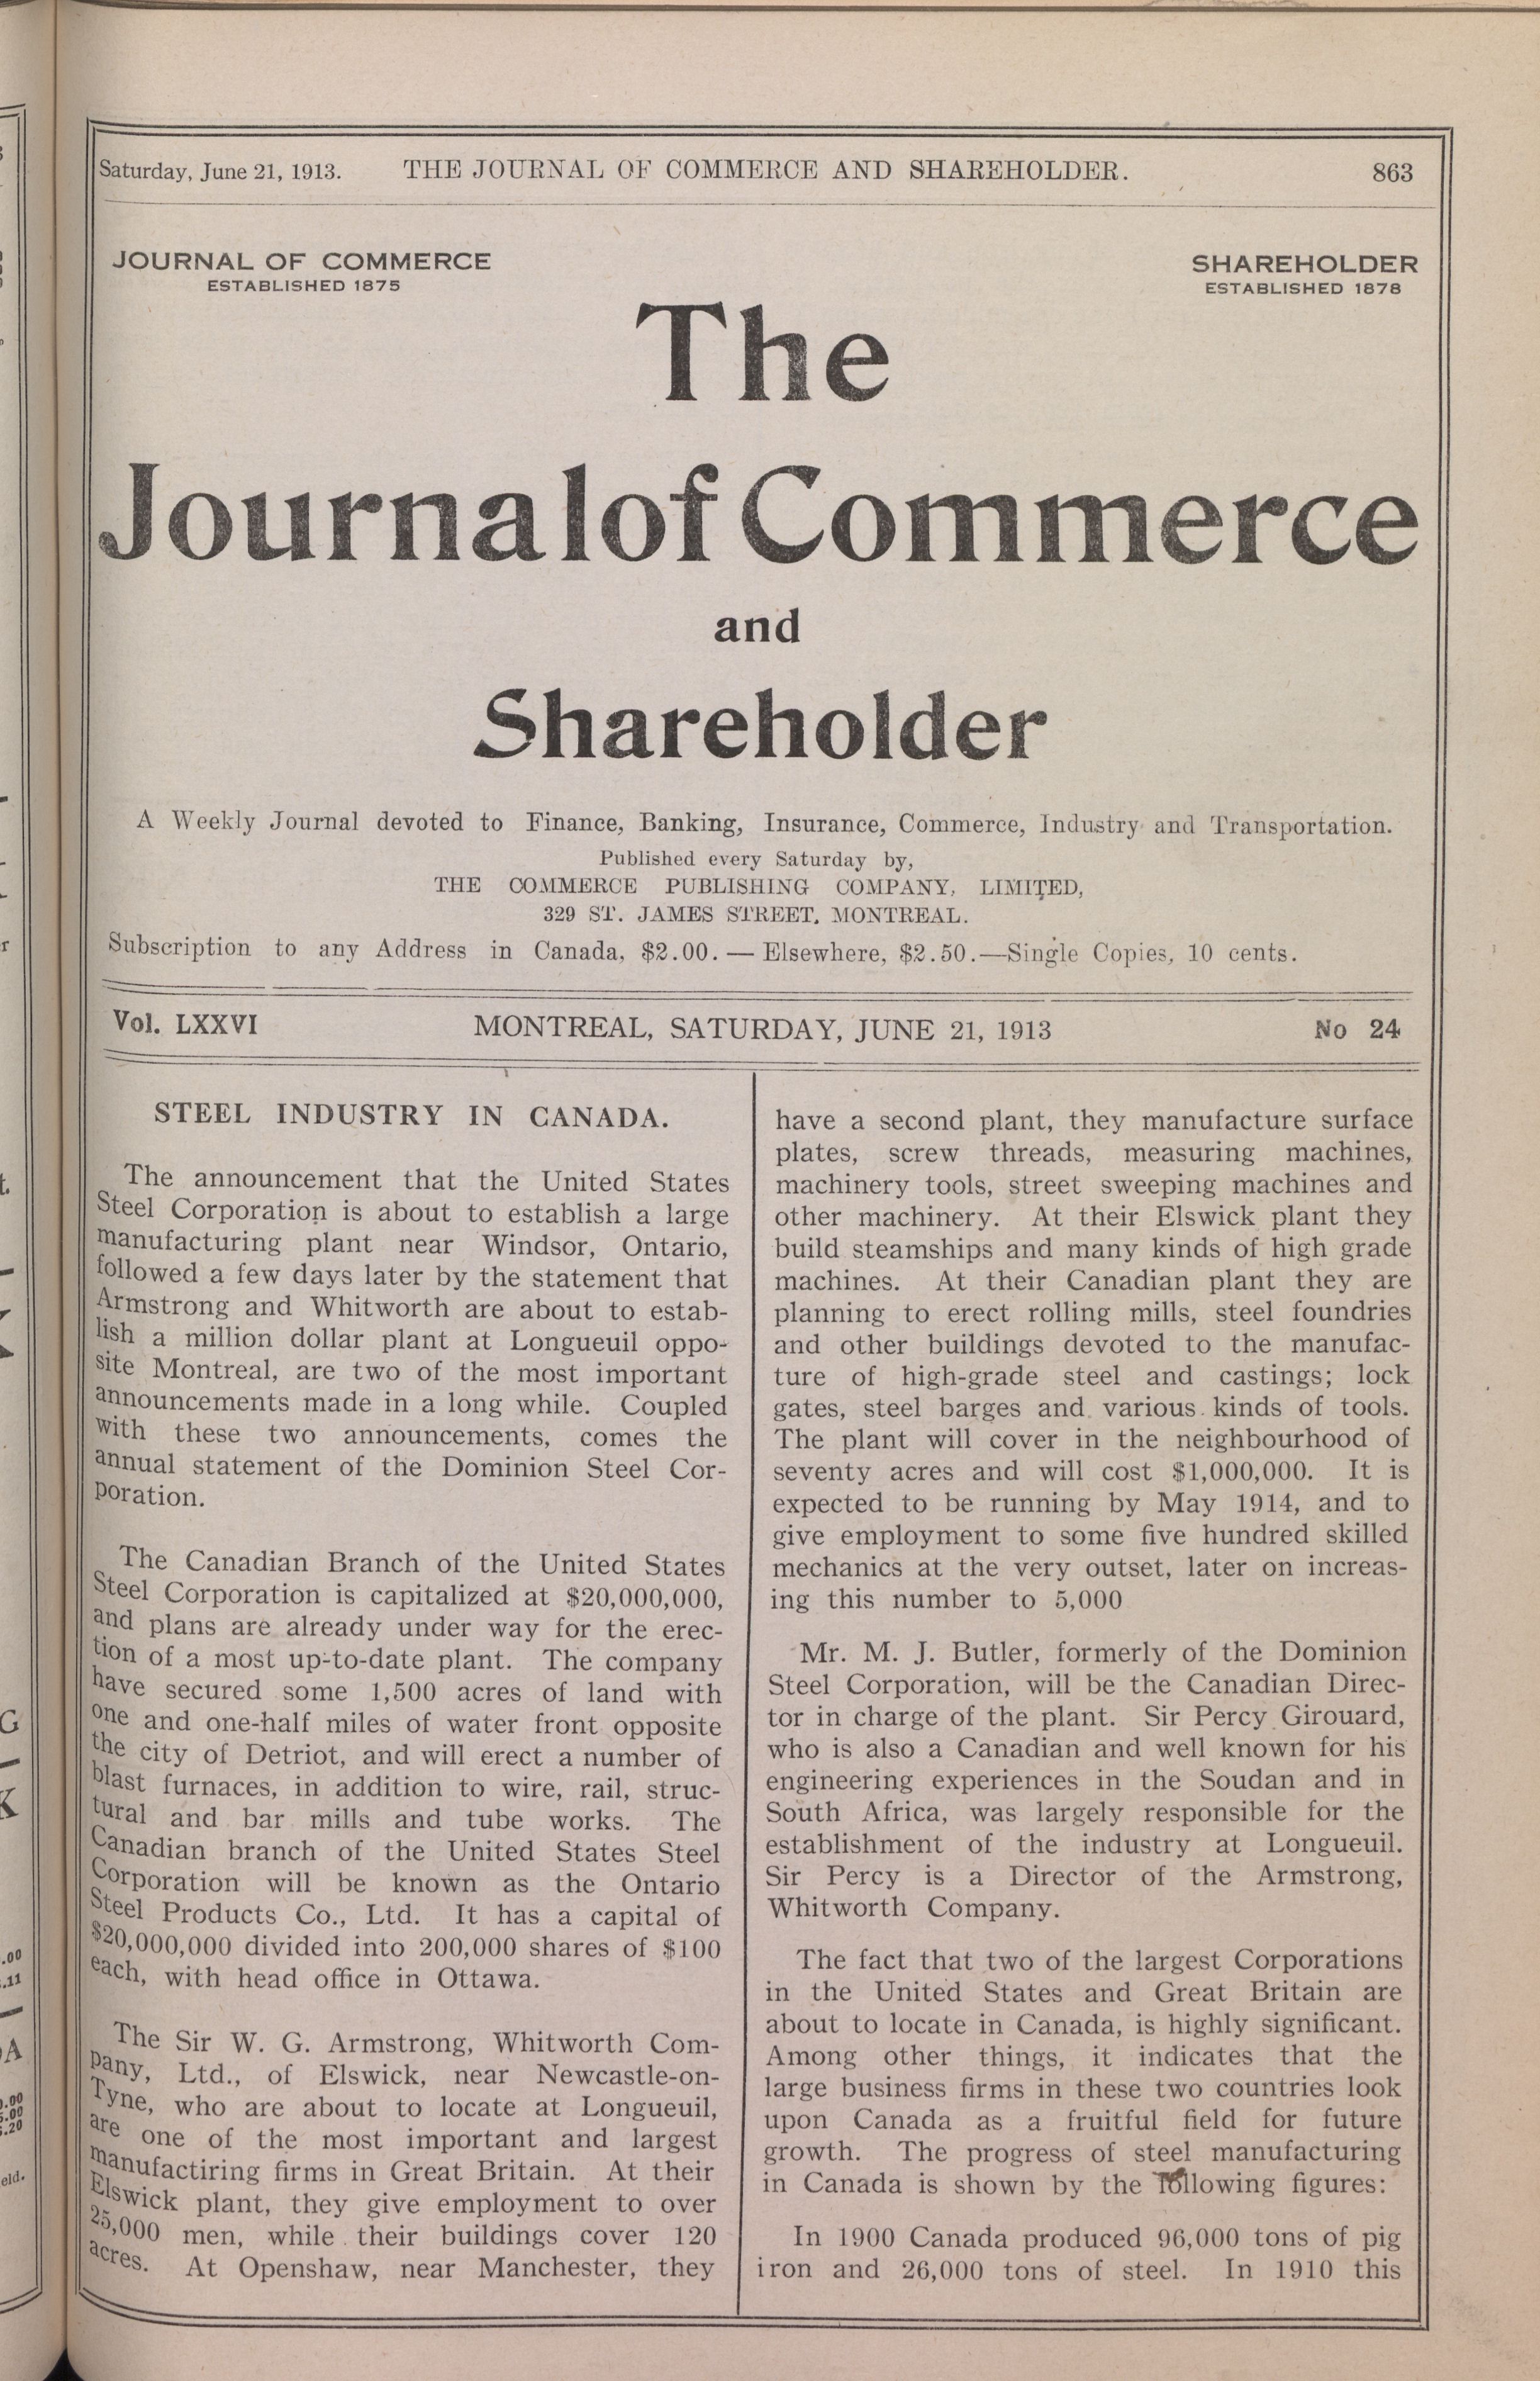 Saturday, June 21, 1913. THE JOURNAL OF COMMERCE AND SHAREHOLDER. 863
JOURNAL OF COMMERCE
ESTABLISHED 1875
SHAREHOLDER
ESTABLISHED 1878
The
Journal of Commerce
and
Shareholder
A Weekly Journal devoted to Finance, Banking, Insurance, Commerce, Industry and Transportation.
Published every Saturday by,
THE COMMERCE PUBLISHING COMPANY, LIMITED,
329 ST. JAMES STREET, MONTREAL.
Subscription to any Address in Canada, $2.00. — Elsewhere, $2.50.—Single Copies, 10 cents.
Vol. LXXVI MONTREAL, SATURDAY, JUNE 21, 1913 No 24
STEEL INDUSTRY IN CANADA.
The announcement that the United States
Steel Corporation is about to establish a large
manufacturing plant near Windsor, Ontario,
followed a few days later by the statement that
Armstrong and Whitworth are about to estab-
lish a million dollar plant at Longueuil oppo-
site Montreal, are two of the most important
announcements made in a long while. Coupled
with these two announcements, comes the
annual statement of the Dominion Steel Cor-
poration.
The Canadian Branch of the United States
Steel Corporation is capitalized at $20,000,000,
and plans are already under way for the erec-
tion of a most up-to-date plant. The company
have secured some 1,500 acres of land with
one and one-half miles of water front opposite
the city of Detriot, and will erect a number of
blast furnaces, in addition to wire, rail, struc-
tural and bar mills and tube works. The
Canadian branch of the United States Steel
Corporation will be known as the Ontario
Steel Products Co., Ltd. It has a capital of
$20,000,000 divided into 200,000 shares of $100
each, with head office in Ottawa.
The Sir W. G. Armstrong, Whitworth Com-
pany, Ltd., of Elswick, near Newcastle-on-
Tyne, who are about to locate at Longueuil,
are one of the most important and largest
manufactiring firms in Great Britain. At their
Elswick plant, they give employment to over
25,000 men, while their buildings cover 120
acres. At Openshaw, near Manchester, they
have a second plant, they manufacture surface
plates, screw threads, measuring machines,
machinery tools, street sweeping machines and
other machinery. At their Elswick plant they
build steamships and many kinds of high grade
machines. At their Canadian plant they are
planning to erect rolling mills, steel foundries
and other buildings devoted to the manufac-
ture of high-grade steel and castings; lock
gates, steel barges and various kinds of tools.
The plant will cover in the neighbourhood of
seventy acres and will cost $1,000,000. It is
expected to be running by May 1914, and to
give employment to some five hundred skilled
mechanics at the very outset, later on increas-
ing this number to 5,000
Mr. M. J. Butler, formerly of the Dominion
Steel Corporation, will be the Canadian Direc-
tor in charge of the plant. Sir Percy Girouard,
who is also a Canadian and well known for his
engineering experiences in the Soudan and in
South Africa, was largely responsible for the
establishment of the industry at Longueuil.
Sir Percy is a Director of the Armstrong,
Whitworth Company.
The fact that two of the largest Corporations
in the United States and Great Britain are
about to locate in Canada, is highly significant.
Among other things, it indicates that the
large business firms in these two countries look
upon Canada as a fruitful field for future
growth. The progress of steel manufacturing
in Canada is shown by the following figures:
In 1900 Canada produced 96,000 tons of pig
iron and 26,000 tons of steel. In 1910 this